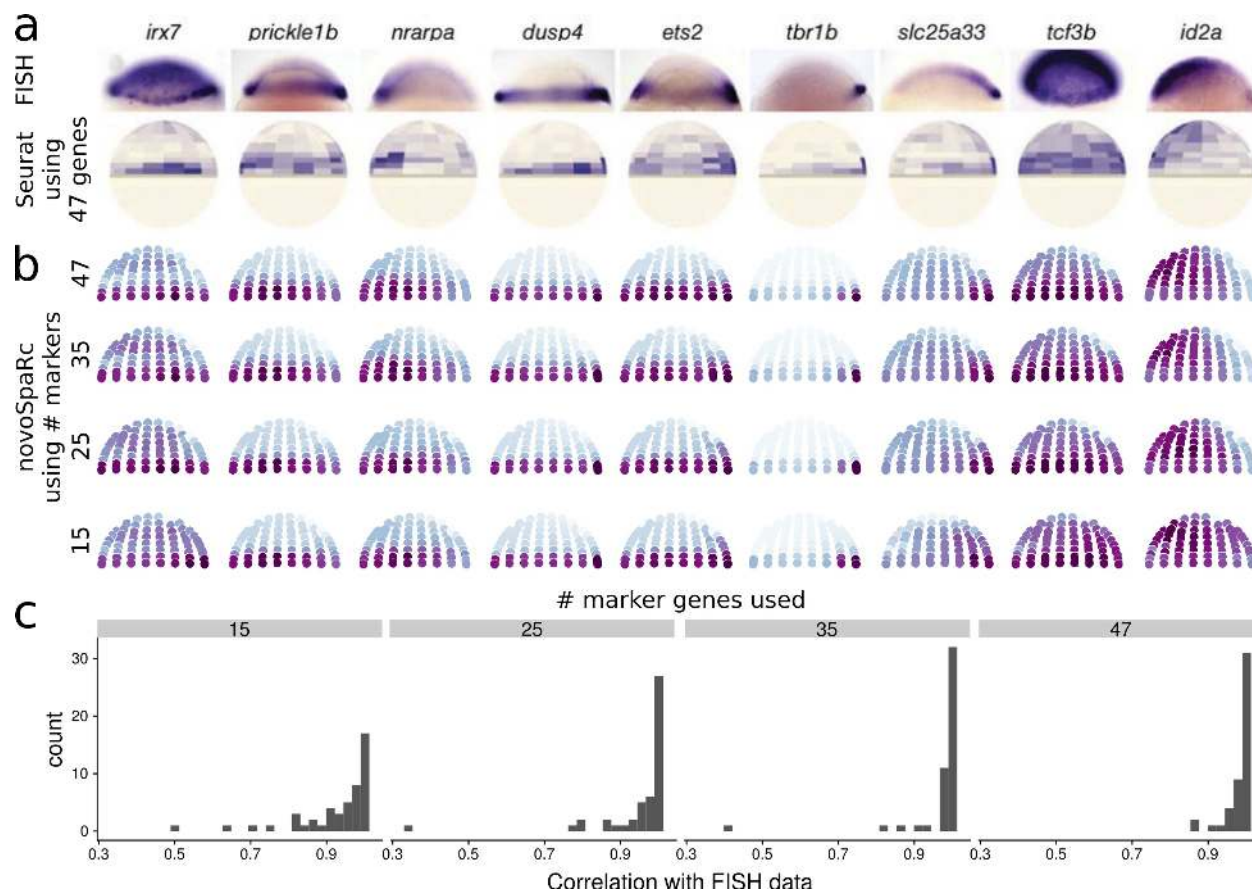 a
irx7 prickle1b nrarpa dusp4 ets2 tbr1b slc25a33 tcf3b id2a
FISH
Seurat
using
47 genes
b
novoSpaRc
using # markers
47
35
25
15
c
# marker genes used
15 25 35 47
count
30
20
10
0
0.3 0.5 0.7 0.9 0.3 0.5 0.7 0.9 0.3 0.5 0.7 0.9 0.3 0.5 0.7 0.9
Correlation with FISH data